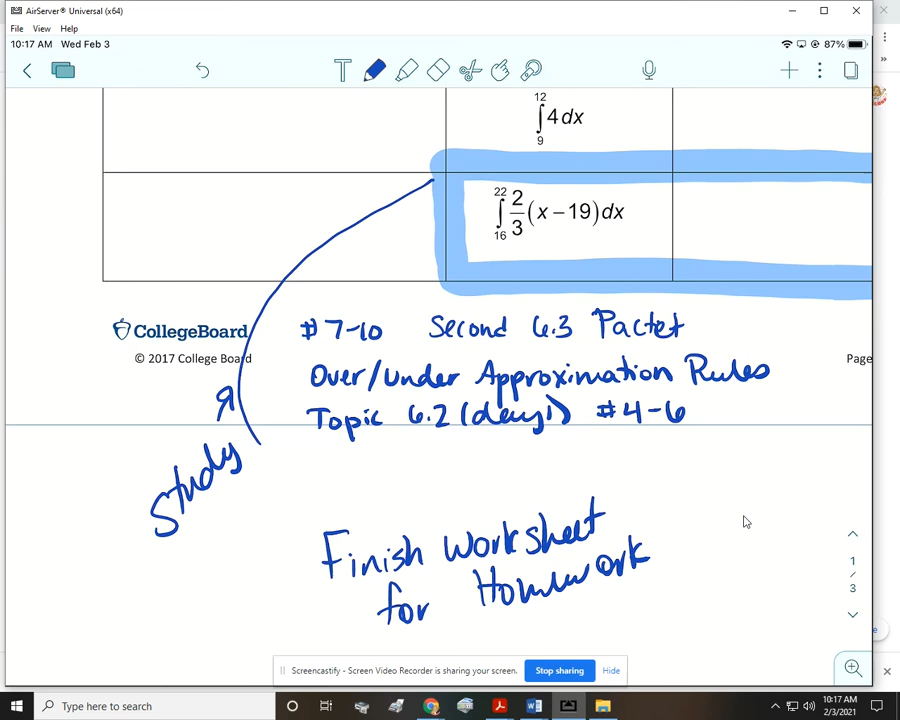 AirServer® Universal (x64)
File View Help
10:17 AM Wed Feb 3
87%
T
12
∫ 4 dx
9
22
∫ 2/3 (x – 19) dx
16
CollegeBoard
© 2017 College Board
Page
#7-10 Second 6.3 Packet
Over/Under Approximation Rules
Topic 6.2 (day 1) #4-6
Study
Finish Worksheet
for Homework
1
/
3
Screencastify - Screen Video Recorder is sharing your screen. Stop sharing Hide
Type here to search
10:17 AM
2/3/2021